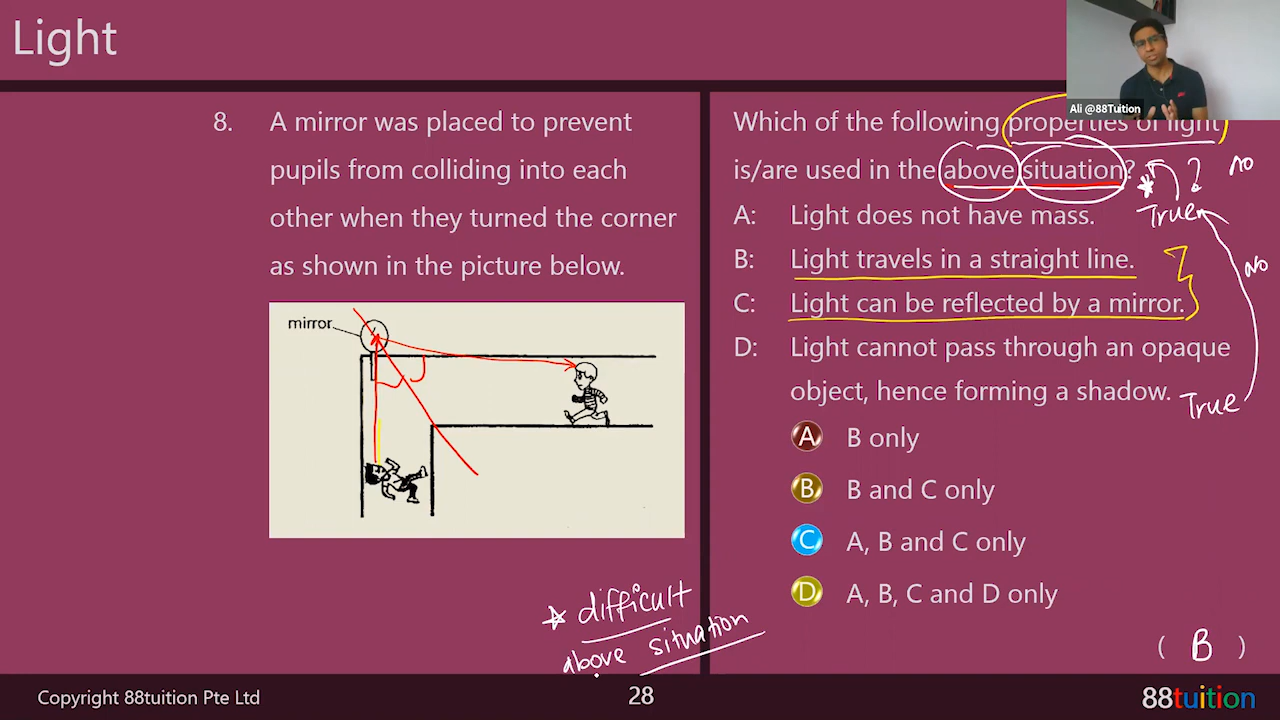 Light
Ali @88Tuition
8. A mirror was placed to prevent
pupils from colliding into each
other when they turned the corner
as shown in the picture below.
mirror
difficult
above situation
Which of the following properties of light
is/are used in the above situation?
no
True
A: Light does not have mass.
B: Light travels in a straight line.
no
C: Light can be reflected by a mirror.
D: Light cannot pass through an opaque
object, hence forming a shadow.
True
A B only
B B and C only
C A, B and C only
D A, B, C and D only
( B )
Copyright 88tuition Pte Ltd
28
88tuition